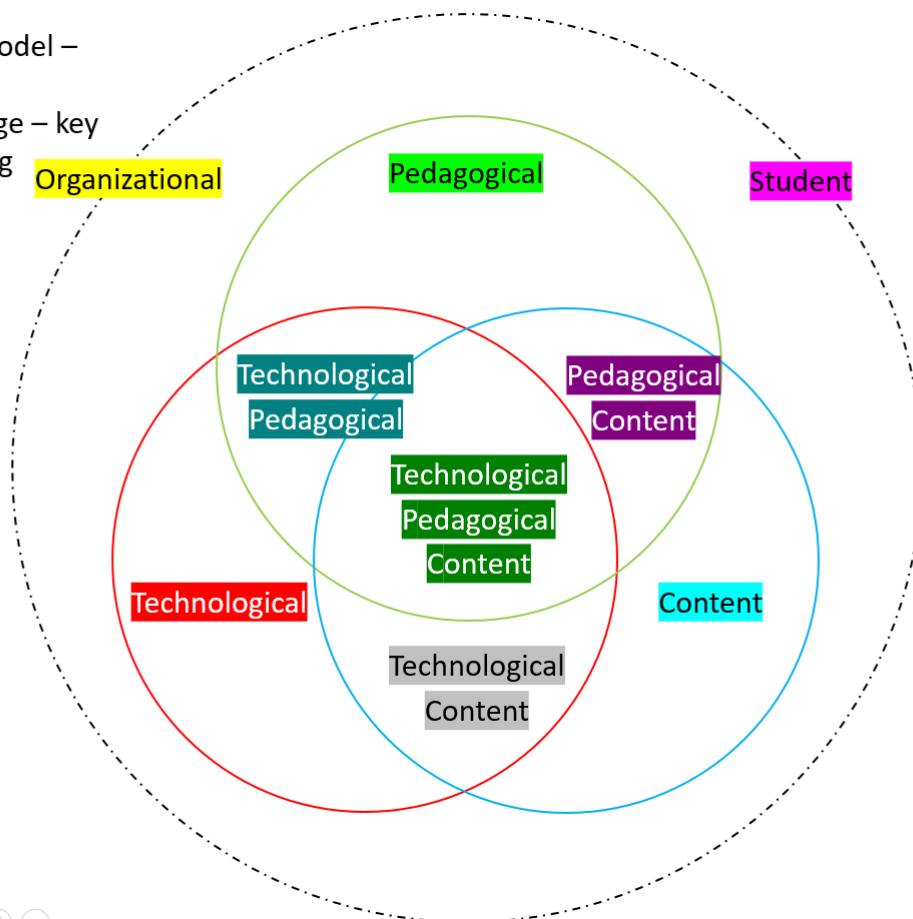 odel –
ge – key
g
Organizational
Pedagogical
Student
Technological
Pedagogical
Pedagogical
Content
Technological
Pedagogical
Content
Technological
Content
Technological
Content